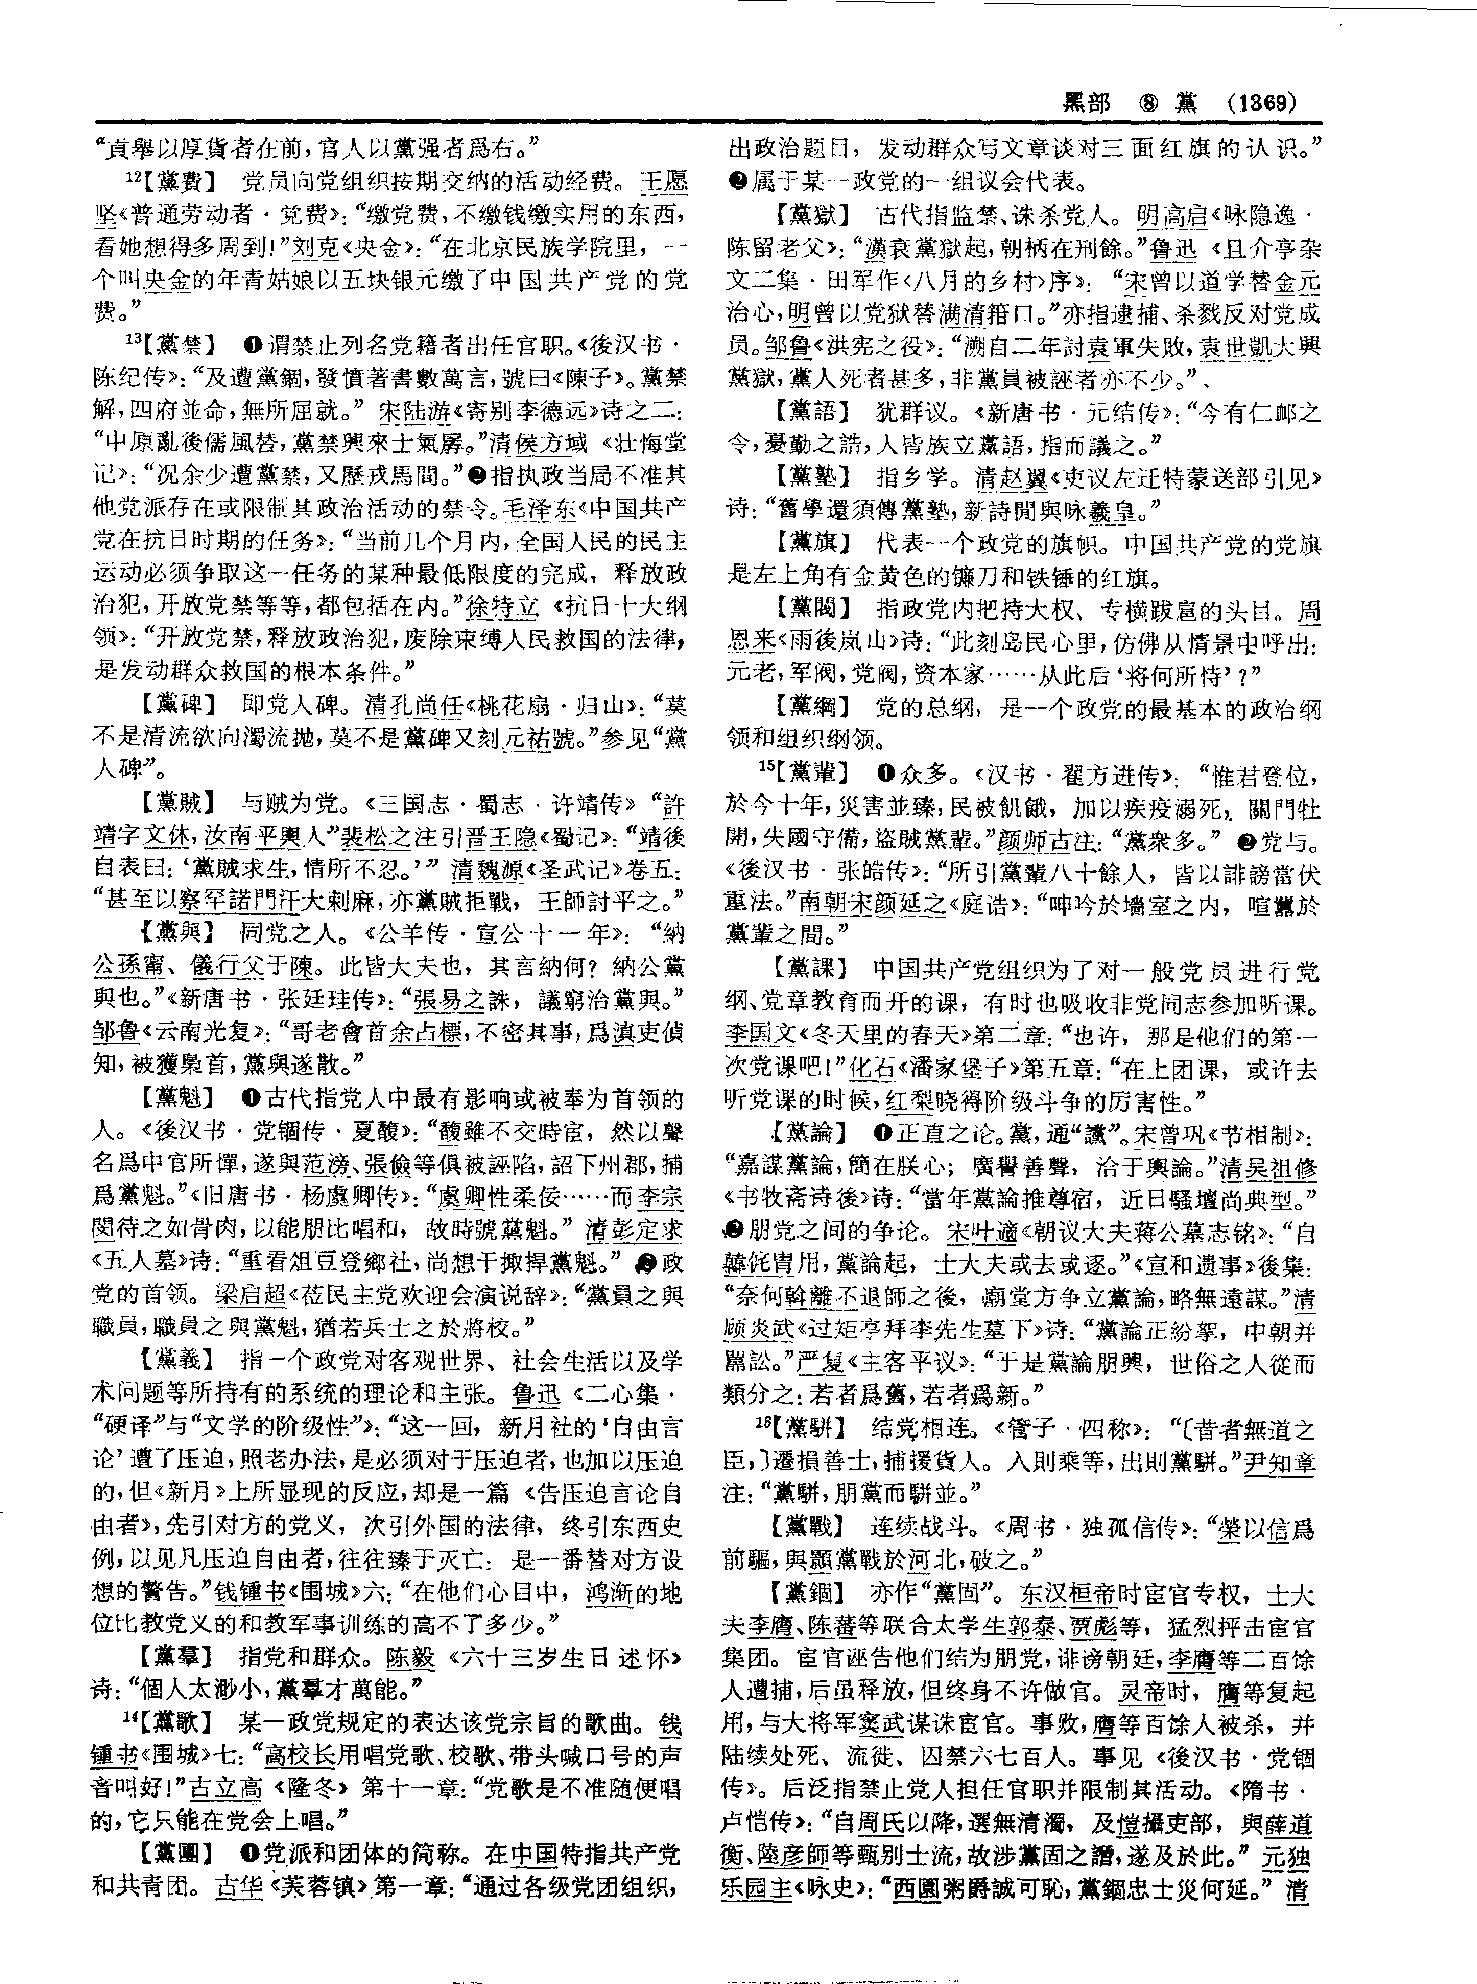 黑部　⑧　黨　(1369)
“貢舉以厚貨者在前，官人以黨强者爲右。”
12【黨費】　党员向党组织按期交纳的活动经费。王愿
坚《普通劳动者·党费》：“缴党费，不缴钱缴实用的东西，
看她想得多周到！”刘克《央金》：“在北京民族学院里，一
个叫央金的年青姑娘以五块银元缴了中国共产党的党
费。”
13【黨禁】　❶谓禁止列名党籍者出任官职。《後汉书·
陈纪传》：“及遭黨錮，發憤著書數萬言，號曰《陳子》。黨禁
解，四府並命，無所屈就。”宋陆游《寄别李德远》诗之二：
“中原亂後儒風替，黨禁興來士氣孱。”清侯方域《壮悔堂
记》：“况余少遭黨禁，又歷戎馬間。”❷指执政当局不准其
他党派存在或限制其政治活动的禁令。毛泽东《中国共产
党在抗日时期的任务》：“当前几个月内，全国人民的民主
运动必须争取这一任务的某种最低限度的完成，释放政
治犯，开放党禁等等，都包括在内。”徐特立《抗日十大纲
领》：“开放党禁，释放政治犯，废除束缚人民救国的法律，
是发动群众救国的根本条件。”
【黨碑】　即党人碑。清孔尚任《桃花扇·归山》：“莫
不是清流欲向濁流抛，莫不是黨碑又刻元祐號。”参见“黨
人碑”。
【黨賊】　与贼为党。《三国志·蜀志·许靖传》“許
靖字文休，汝南平輿人”裴松之注引晋王隐《蜀记》：“靖後
自表曰：‘黨賊求生，情所不忍。’”清魏源《圣武记》卷五：
“甚至以察罕諾門汗大剌麻，亦黨賊拒戰，王師討平之。”
【黨與】　同党之人。《公羊传·宣公十一年》：“納
公孫甯、儀行父于陳。此皆大夫也，其言納何？納公黨
與也。”《新唐书·张廷珪传》：“張易之誅，議窮治黨與。”
邹鲁《云南光复》：“哥老會首余占標，不密其事，爲滇吏偵
知，被獲梟首，黨與遂散。”
【黨魁】　❶古代指党人中最有影响或被奉为首领的
人。《後汉书·党锢传·夏馥》：“馥雖不交時宦，然以聲
名爲中官所憚，遂與范滂、張儉等俱被誣陷，詔下州郡，捕
爲黨魁。”《旧唐书·杨虞卿传》：“虞卿性柔佞……而李宗
閔待之如骨肉，以能朋比唱和，故時號黨魁。”清彭定求
《五人墓》诗：“重看俎豆登鄉社，尚想干掫捍黨魁。”❷政
党的首领。梁启超《莅民主党欢迎会演说辞》：“黨員之與
職員，職員之與黨魁，猶若兵士之於將校。”
【黨義】　指一个政党对客观世界、社会生活以及学
术问题等所持有的系统的理论和主张。鲁迅《二心集·
“硬译”与“文学的阶级性”》：“这一回，新月社的‘自由言
论’遭了压迫，照老办法，是必须对于压迫者，也加以压迫
的，但《新月》上所显现的反应，却是一篇《告压迫言论自
由者》，先引对方的党义，次引外国的法律，终引东西史
例，以见凡压迫自由者，往往臻于灭亡：是一番替对方设
想的警告。”钱锺书《围城》六：“在他们心目中，鸿渐的地
位比教党义的和教军事训练的高不了多少。”
【黨羣】　指党和群众。陈毅《六十三岁生日述怀》
诗：“個人太渺小，黨羣才萬能。”
14【黨歌】　某一政党规定的表达该党宗旨的歌曲。钱
锺书《围城》七：“高校长用唱党歌、校歌、带头喊口号的声
音叫好！”古立高《隆冬》第十一章：“党歌是不准随便唱
的，它只能在党会上唱。”
【黨團】　❶党派和团体的简称。在中国特指共产党
和共青团。古华《芙蓉镇》第一章：“通过各级党团组织，
出政治题目，发动群众写文章谈对三面红旗的认识。”
❷属于某一政党的一组议会代表。
【黨獄】　古代指监禁、诛杀党人。明高启《咏隐逸·
陈留老父》：“漢衰黨獄起，朝柄在刑餘。”鲁迅《且介亭杂
文二集·田军作〈八月的乡村〉序》：“宋曾以道学替金元
治心，明曾以党狱替满清箝口。”亦指逮捕、杀戮反对党成
员。邹鲁《洪宪之役》：“溯自二年討袁軍失敗，袁世凱大興
黨獄，黨人死者甚多，非黨員被誣者亦不少。”、
【黨語】　犹群议。《新唐书·元结传》：“今有仁卹之
令，憂勤之誥，人皆族立黨語，指而議之。”
【黨塾】　指乡学。清赵翼《吏议左迁特蒙送部引见》
诗：“舊學還須傳黨塾，新詩閒與咏羲皇。”
【黨旗】　代表一个政党的旗帜。中国共产党的党旗
是左上角有金黄色的镰刀和铁锤的红旗。
【黨閥】　指政党内把持大权、专横跋扈的头目。周
恩来《雨後岚山》诗：“此刻岛民心里，仿佛从情景中呼出：
元老，军阀，党阀，资本家……从此后‘将何所恃’？”
【黨綱】　党的总纲，是一个政党的最基本的政治纲
领和组织纲领。
15【黨輩】　❶众多。《汉书·翟方进传》：“惟君登位，
於今十年，災害並臻，民被飢餓，加以疾疫溺死，關門牡
開，失國守備，盜賊黨輩。”颜师古注：“黨衆多。”❷党与。
《後汉书·张皓传》：“所引黨輩八十餘人，皆以誹謗當伏
重法。”南朝宋颜延之《庭诰》：“呻吟於墻室之内，喧囂於
黨輩之間。”
【黨課】　中国共产党组织为了对一般党员进行党
纲、党章教育而开的课，有时也吸收非党同志参加听课。
李国文《冬天里的春天》第二章：“也许，那是他们的第一
次党课吧！”化石《潘家堡子》第五章：“在上团课，或许去
听党课的时候，红梨晓得阶级斗争的厉害性。”
【黨論】　❶正直之论。黨，通“讜”。宋曾巩《节相制》：
“嘉謀黨論，簡在朕心；廣譽善聲，洽于輿論。”清吴祖修
《书牧斋诗後》诗：“當年黨論推尊宿，近日騷壇尚典型。”
❷朋党之间的争论。宋叶適《朝议大夫蒋公墓志铭》：“自
韓侂胄用，黨論起，士大夫或去或逐。”《宣和遗事》後集：
“奈何斡離不退師之後，廟堂方争立黨論，略無遠謀。”清
顾炎武《过矩亭拜李先生墓下》诗：“黨論正紛拏，中朝并
嚚訟。”严复《主客平议》：“于是黨論朋興，世俗之人從而
類分之：若者爲舊，若者爲新。”
16【黨駢】　结党相连。《管子·四称》：“〔昔者無道之
臣，〕遷損善士，捕援貨人。入則乘等，出則黨駢。”尹知章
注：“黨駢，朋黨而駢並。”
【黨戰】　连续战斗。《周书·独孤信传》：“榮以信爲
前驅，與顥黨戰於河北，破之。”
【黨錮】　亦作“黨固”。东汉桓帝时宦官专权，士大
夫李膺、陈蕃等联合太学生郭泰、贾彪等，猛烈抨击宦官
集团。宦官诬告他们结为朋党，诽谤朝廷，李膺等二百馀
人遭捕，后虽释放，但终身不许做官。灵帝时，膺等复起
用，与大将军窦武谋诛宦官。事败，膺等百馀人被杀，并
陆续处死、流徙、囚禁六七百人。事见《後汉书·党锢
传》。后泛指禁止党人担任官职并限制其活动。《隋书·
卢恺传》：“自周氏以降，選無清濁，及愷攝吏部，與薛道
衡、陸彦師等甄别士流，故涉黨固之譖，遂及於此。”元独
乐园主《咏史》：“西園粥爵誠可恥，黨錮忠士災何延。”清